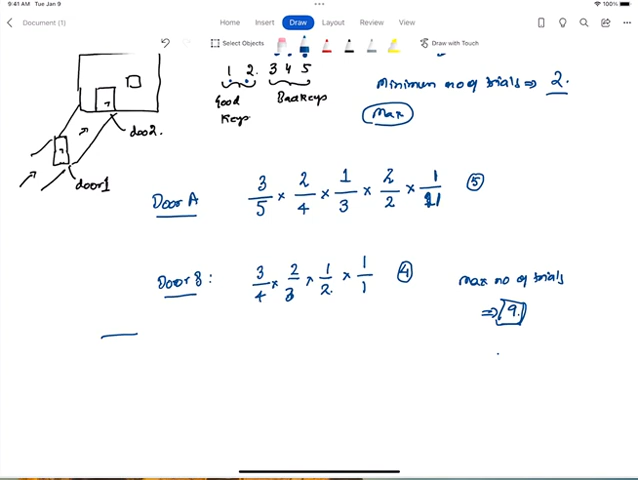 9:41 AM Tue Jan 9
100%
Document (1)
Home Insert Draw Layout Review View
Select Objects
Draw with Touch
1 2. 3 4 5
Good Keys
Bad Keys
Minimum no of trials ⇒ 2.
Max
doo2.
door1
Door A 3/5 × 2/4 × 1/3 × 2/2 × 1/1 5
Door B: 3/4 × 2/3 × 1/2 × 1/1 4
Max no of trials
⇒ 9.